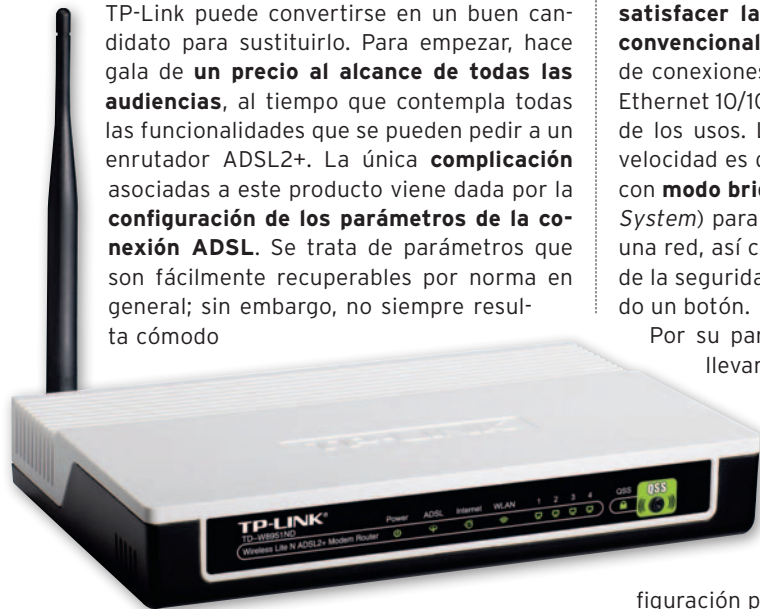 TP-Link puede convertirse en un buen can-
didato para sustituirlo. Para empezar, hace
gala de un precio al alcance de todas las
audiencias, al tiempo que contempla todas
las funcionalidades que se pueden pedir a un
enrutador ADSL2+. La única complicación
asociadas a este producto viene dada por la
configuración de los parámetros de la co-
nexión ADSL. Se trata de parámetros que
son fácilmente recuperables por norma en
general; sin embargo, no siempre resul-
ta cómodo
satisfacer la
convencional
de conexiones
Ethernet 10/10
de los usos. L
velocidad es d
con modo brid
System) para
una red, así c
de la seguridad
do un botón.
Por su par
llevar
figuración p
TP-LINK
TP-LINK®
TD-W8951ND
Wireless Lite N ADSL2+ Modem Router
Power ADSL Internet WLAN 1 2 3 4 QSS QSS